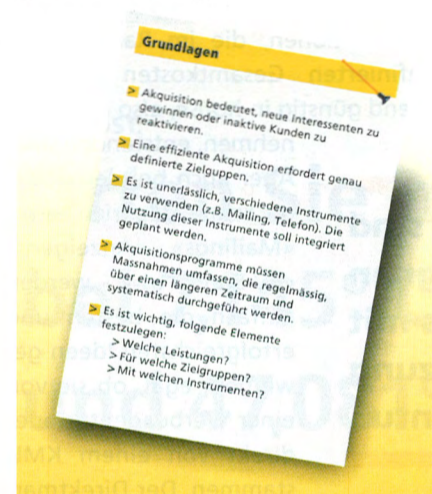 Grundlagen
> Akquisition bedeutet, neue Interessenten zu
gewinnen oder inaktive Kunden zu
reaktivieren.
> Eine effiziente Akquisition erfordert genau
definierte Zielguppen.
> Es ist unerlässlich, verschiedene Instrumente
zu verwenden (z.B. Mailing, Telefon). Die
Nutzung dieser Instrumente soll integriert
geplant werden.
> Akquisitionsprogramme müssen
Massnahmen umfassen, die regelmässig,
über einen längeren Zeitraum und
systematisch durchgeführt werden.
> Es ist wichtig, folgende Elemente
festzulegen:
> Welche Leistungen?
> Für welche Zielgruppen?
> Mit welchen Instrumenten?